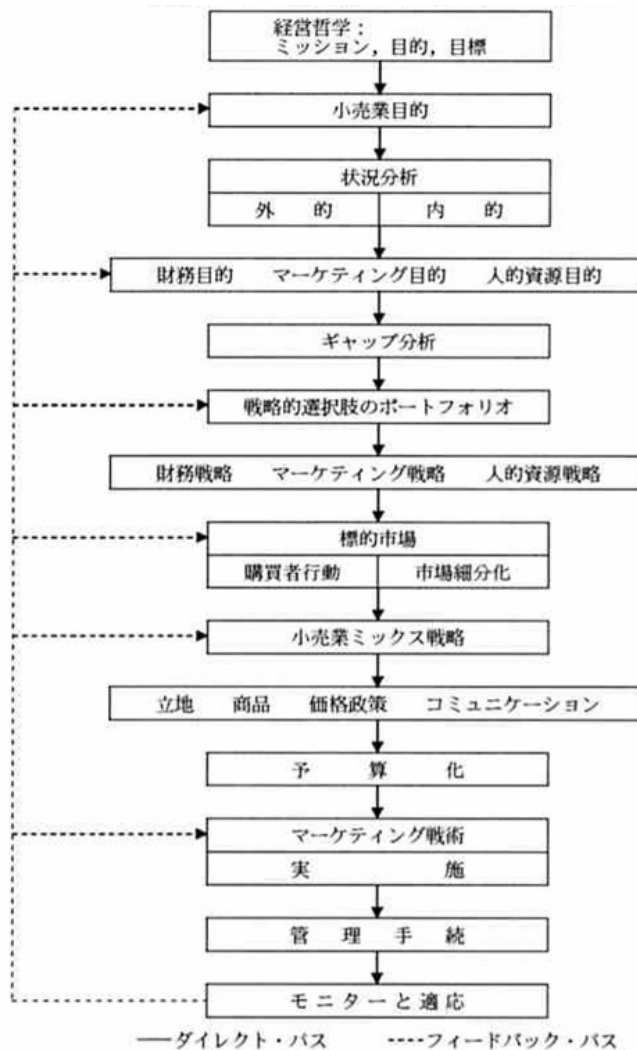 経営哲学：
ミッション，目的，目標
小売業目的
状況分析
外的 内的
財務目的 マーケティング目的 人的資源目的
ギャップ分析
戦略的選択肢のポートフォリオ
財務戦略 マーケティング戦略 人的資源戦略
標的市場
購買者行動 市場細分化
小売業ミックス戦略
立地 商品 価格政策 コミュニケーション
予算化
マーケティング戦術
実施
管理手続
モニターと適応
ダイレクト・パス フィードバック・パス